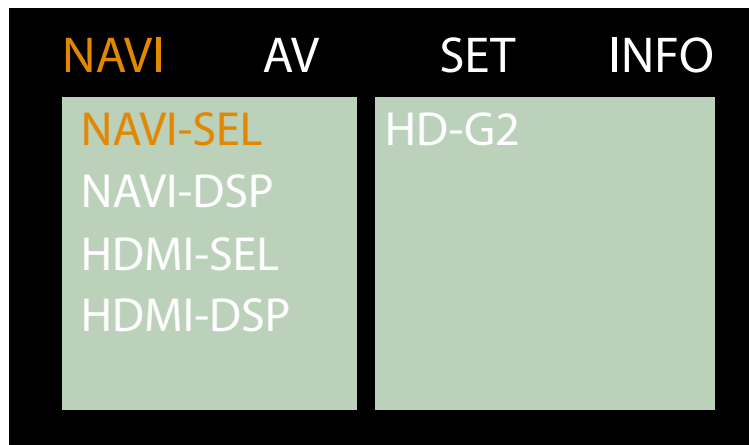 NAVI AV SET INFO
NAVI-SEL HD-G2
NAVI-DSP
HDMI-SEL
HDMI-DSP